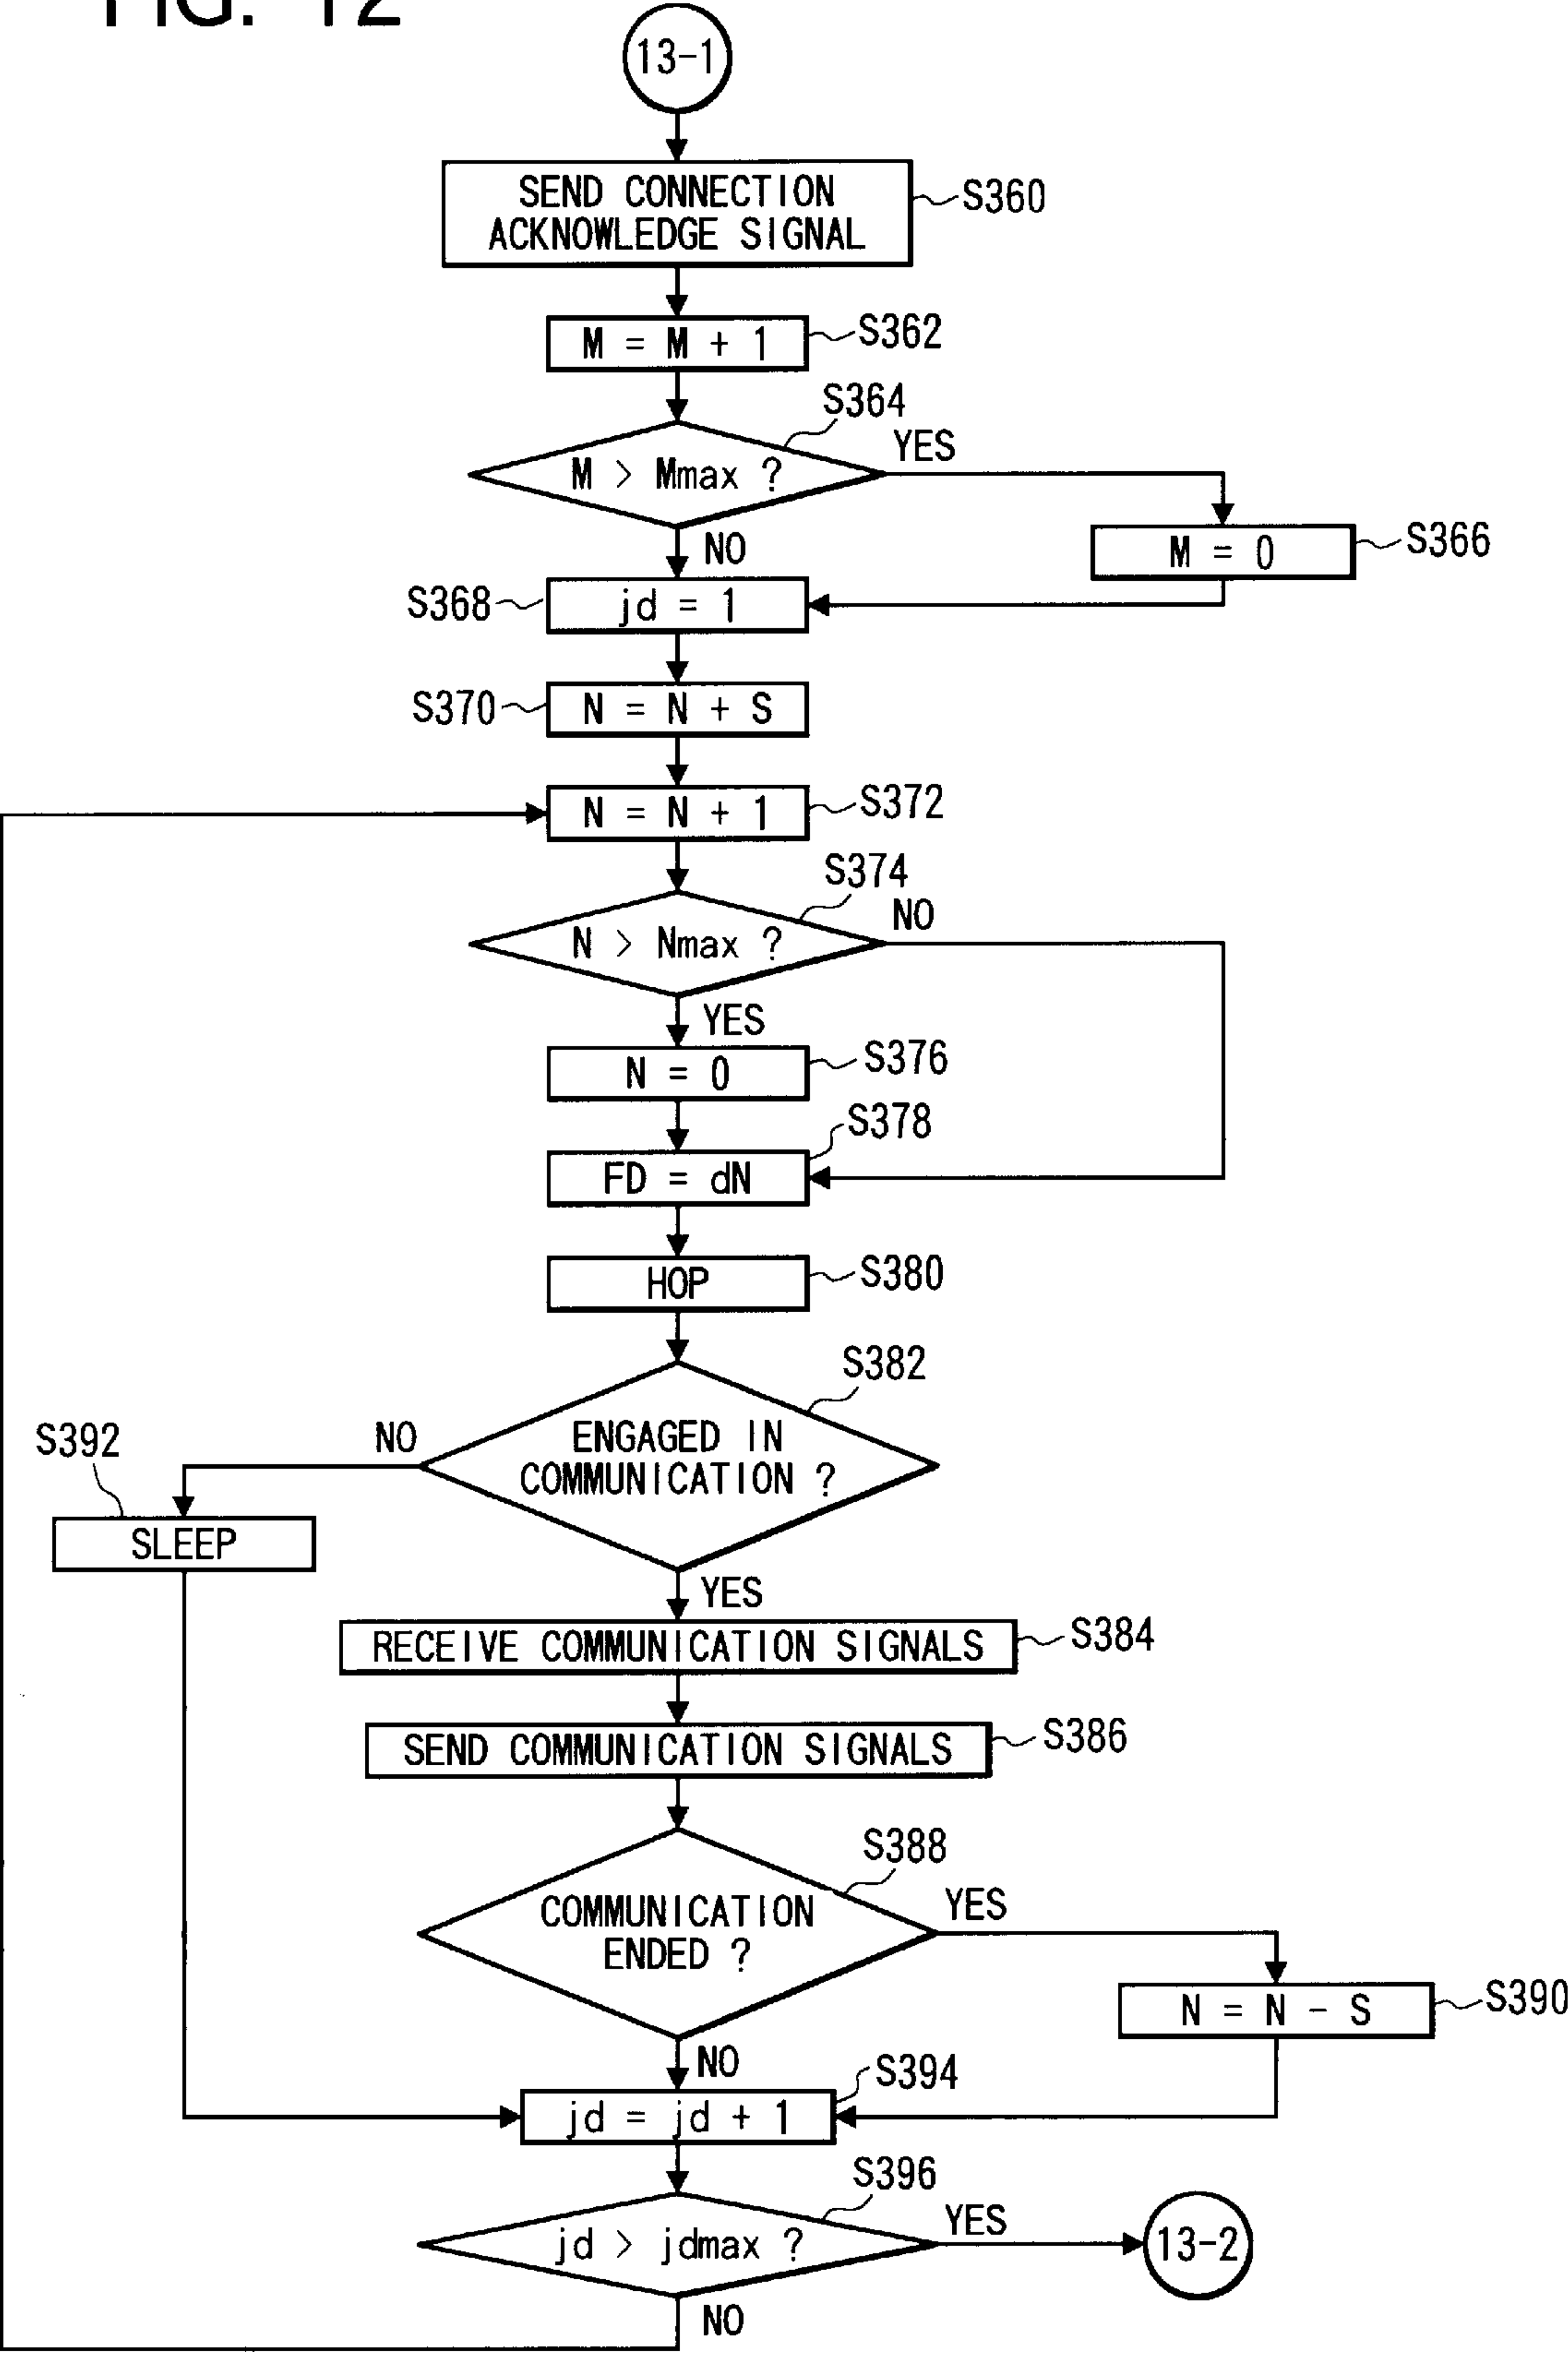 FIG. 12
13-1
SEND CONNECTION
ACKNOWLEDGE SIGNAL
S360
M = M + 1
S362
S364
M > Mmax ?
YES
NO
M = 0
S366
S368
jd = 1
S370
N = N + S
N = N + 1
S372
S374
N > Nmax ?
NO
YES
N = 0
S376
S378
FD = dN
HOP
S380
S382
ENGAGED IN
COMMUNICATION ?
NO
S392
SLEEP
YES
RECEIVE COMMUNICATION SIGNALS
S384
SEND COMMUNICATION SIGNALS
S386
S388
COMMUNICATION
ENDED ?
YES
N = N - S
S390
NO
S394
jd = jd + 1
S396
jd > jdmax ?
YES
13-2
NO